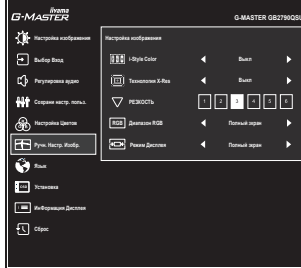 iiyama
G-MASTER
G-MASTER GB2790QSU
Настройка изображения
Выбор Входа
Регулировка аудио
Сохрани настр. польз.
Настройка Цветов
Ручн. Настр. Изобр.
Язык
Установка
Информация Дисплея
Сброс
Настройка изображения
i-Style Color
Выкл
Технология X-Res
Выкл
РЕЗКОСТЬ
1 2 3 4 5 6
RGB Диапазон RGB
Полный экран
Режим Дисплея
Полный экран